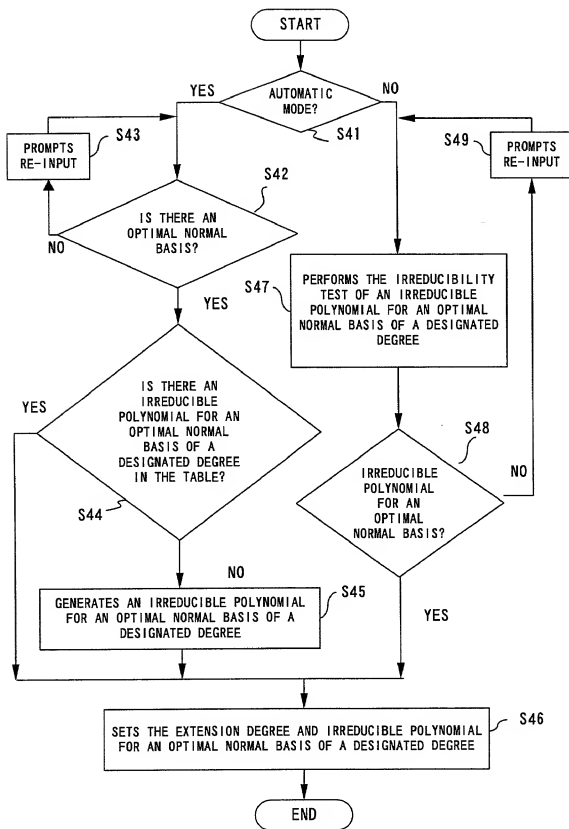 START
AUTOMATIC
MODE?
YES
NO
S41
S43
PROMPTS
RE-INPUT
S49
PROMPTS
RE-INPUT
S42
IS THERE AN
OPTIMAL NORMAL
BASIS?
NO
YES
S47
PERFORMS THE IRREDUCIBILITY
TEST OF AN IRREDUCIBLE
POLYNOMIAL FOR AN OPTIMAL
NORMAL BASIS OF A DESIGNATED
DEGREE
IS THERE AN
IRREDUCIBLE
POLYNOMIAL FOR AN
OPTIMAL NORMAL
BASIS OF A
DESIGNATED DEGREE
IN THE TABLE?
YES
S44
NO
S48
IRREDUCIBLE
POLYNOMIAL
FOR AN
OPTIMAL
NORMAL BASIS?
NO
YES
S45
GENERATES AN IRREDUCIBLE POLYNOMIAL
FOR AN OPTIMAL NORMAL BASIS OF A
DESIGNATED DEGREE
S46
SETS THE EXTENSION DEGREE AND IRREDUCIBLE POLYNOMIAL
FOR AN OPTIMAL NORMAL BASIS OF A DESIGNATED DEGREE
END